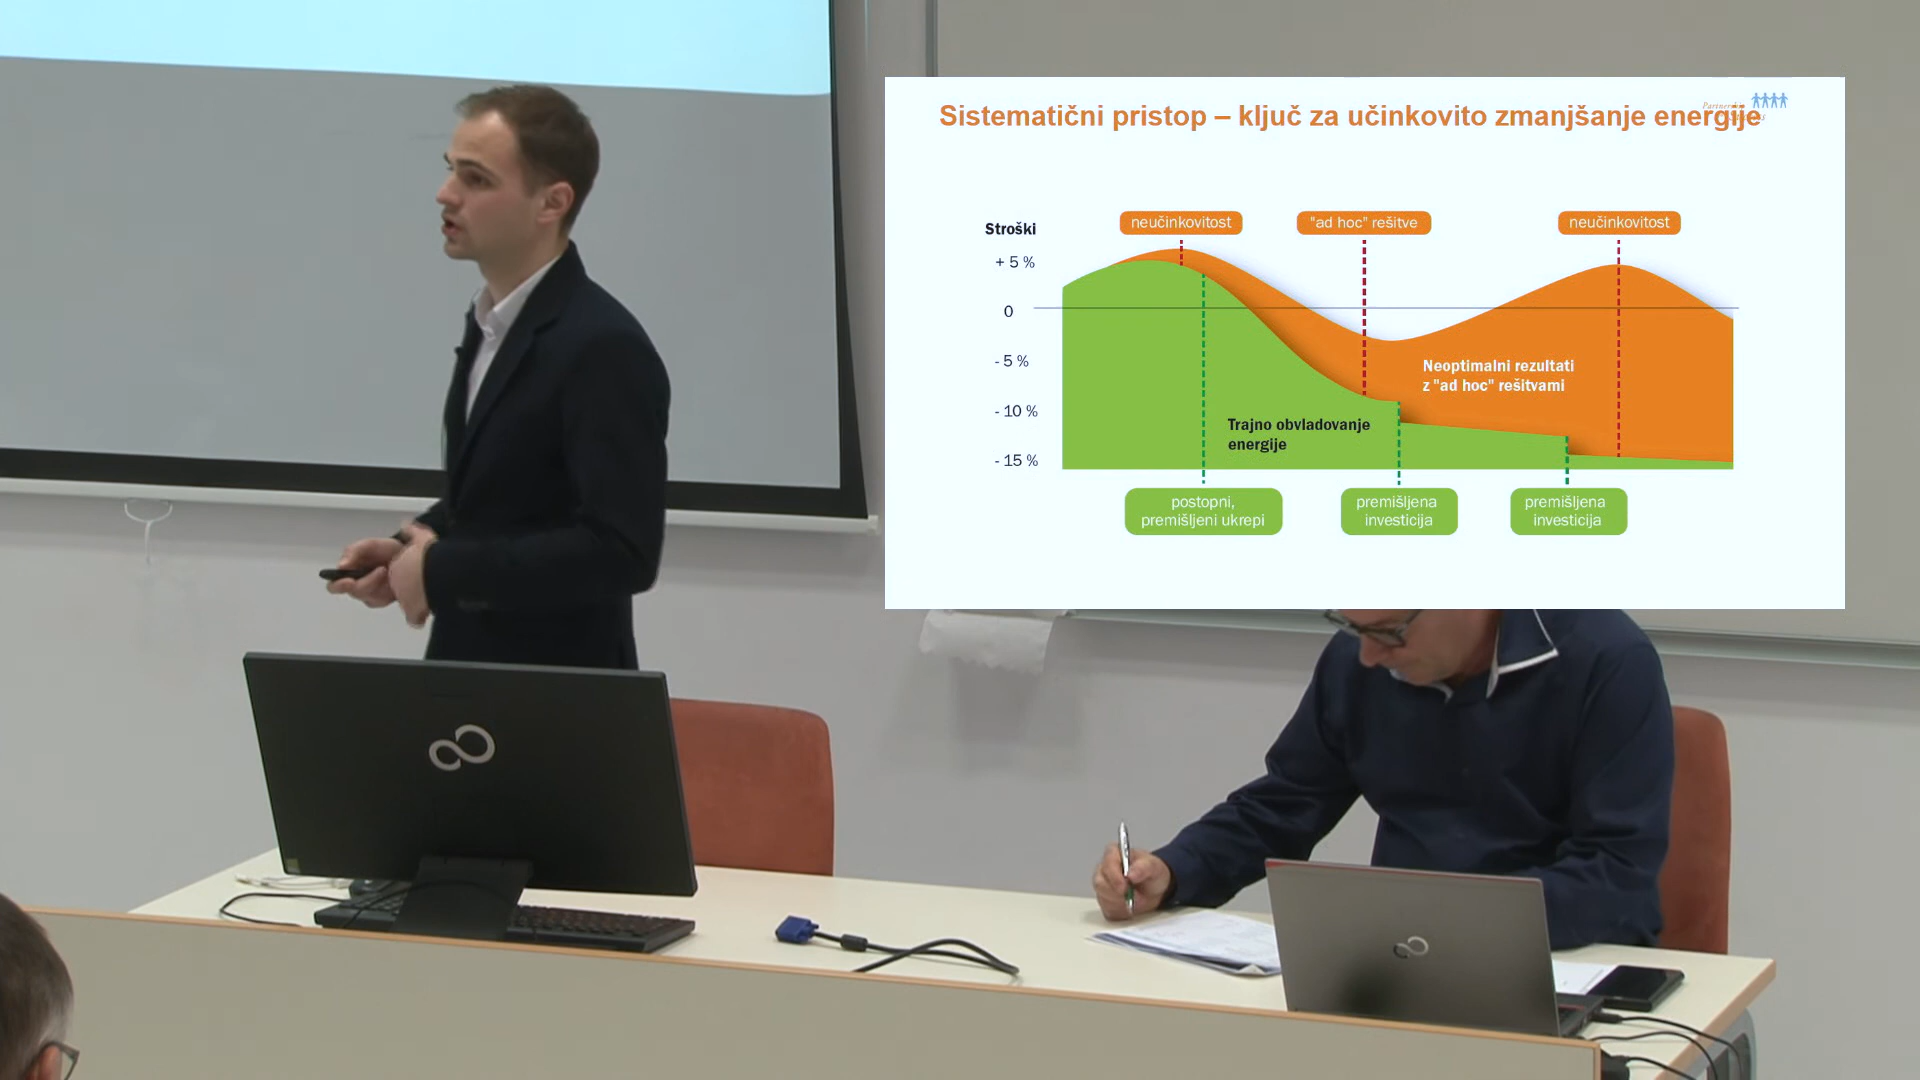 Partnerski
Sistematični pristop – ključ za učinkovito zmanjšanje energije
Stroški
neučinkovitost
"ad hoc" rešitve
neučinkovitost
+ 5 %
0
- 5 %
- 10 %
- 15 %
Neoptimalni rezultati
z "ad hoc" rešitvami
Trajno obvladovanje
energije
postopni,
premišljeni ukrepi
premišljena
investicija
premišljena
investicija